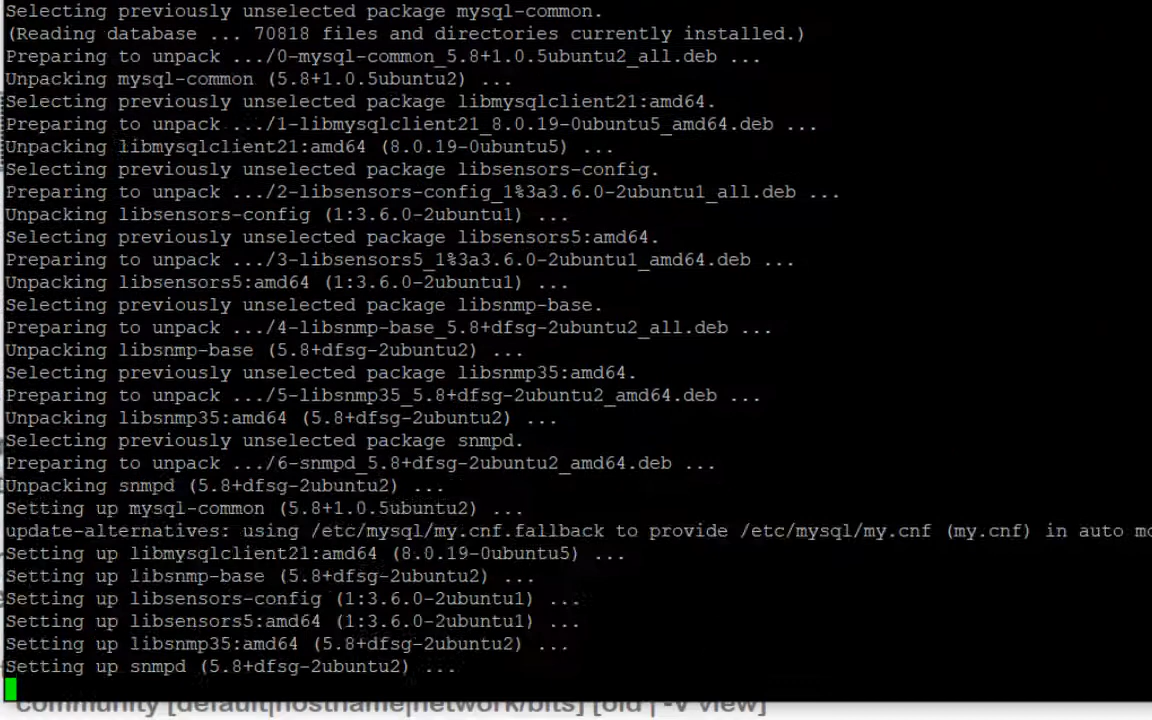 Selecting previously unselected package mysql-common.
(Reading database ... 70818 files and directories currently installed.)
Preparing to unpack .../0-mysql-common_5.8+1.0.5ubuntu2_all.deb ...
Unpacking mysql-common (5.8+1.0.5ubuntu2) ...
Selecting previously unselected package libmysqlclient21:amd64.
Preparing to unpack .../1-libmysqlclient21_8.0.19-0ubuntu5_amd64.deb ...
Unpacking libmysqlclient21:amd64 (8.0.19-0ubuntu5) ...
Selecting previously unselected package libsensors-config.
Preparing to unpack .../2-libsensors-config_1%3a3.6.0-2ubuntu1_all.deb ...
Unpacking libsensors-config (1:3.6.0-2ubuntu1) ...
Selecting previously unselected package libsensors5:amd64.
Preparing to unpack .../3-libsensors5_1%3a3.6.0-2ubuntu1_amd64.deb ...
Unpacking libsensors5:amd64 (1:3.6.0-2ubuntu1) ...
Selecting previously unselected package libsnmp-base.
Preparing to unpack .../4-libsnmp-base_5.8+dfsg-2ubuntu2_all.deb ...
Unpacking libsnmp-base (5.8+dfsg-2ubuntu2) ...
Selecting previously unselected package libsnmp35:amd64.
Preparing to unpack .../5-libsnmp35_5.8+dfsg-2ubuntu2_amd64.deb ...
Unpacking libsnmp35:amd64 (5.8+dfsg-2ubuntu2) ...
Selecting previously unselected package snmpd.
Preparing to unpack .../6-snmpd_5.8+dfsg-2ubuntu2_amd64.deb ...
Unpacking snmpd (5.8+dfsg-2ubuntu2) ...
Setting up mysql-common (5.8+1.0.5ubuntu2) ...
update-alternatives: using /etc/mysql/my.cnf.fallback to provide /etc/mysql/my.cnf (my.cnf) in auto mo
Setting up libmysqlclient21:amd64 (8.0.19-0ubuntu5) ...
Setting up libsnmp-base (5.8+dfsg-2ubuntu2) ...
Setting up libsensors-config (1:3.6.0-2ubuntu1) ...
Setting up libsensors5:amd64 (1:3.6.0-2ubuntu1) ...
Setting up libsnmp35:amd64 (5.8+dfsg-2ubuntu2) ...
Setting up snmpd (5.8+dfsg-2ubuntu2) ...
community [default|hostname|network/bits] [oid | -V view]